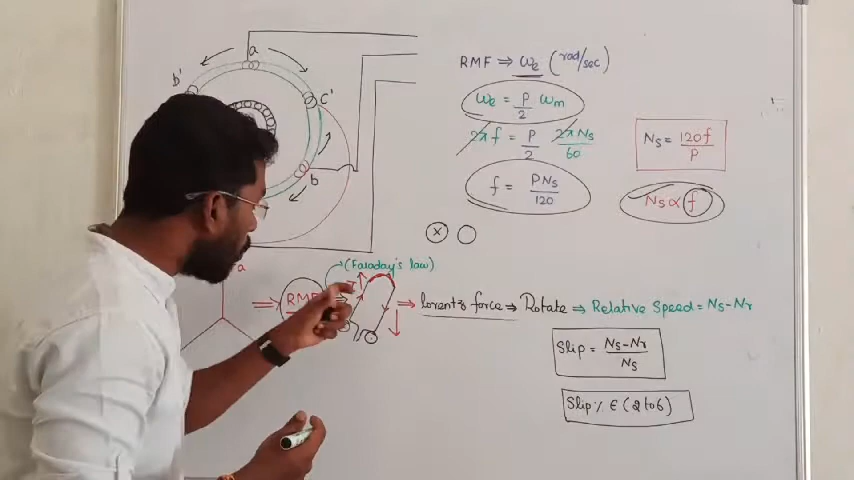 a
b'
c'
b
RMF ⇒ ωe (rad/sec)
ωe = P/2 ωm
2πf = P/2 2πNs/60
f = PNs/120
Ns = 120f/P
Ns ∝ f
x
a
(Faraday's law)
⇒ RMF ⇒ ⇒ Lorentz force → Rotate ⇒ Relative Speed = Ns-Nr
Slip = Ns-Nr/Ns
Slip % ∈ (2 to 6)